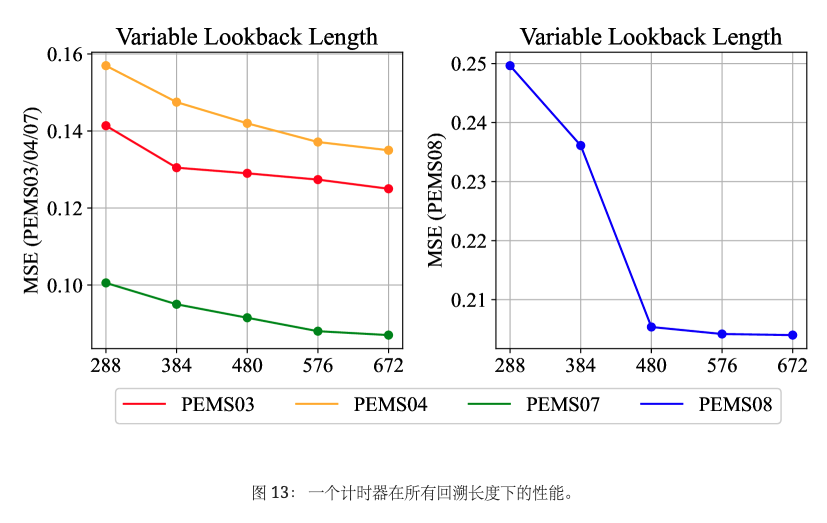 Variable Lookback Length
MSE (PEMS03/04/07)
0.16
0.14
0.12
0.10
288 384 480 576 672
Variable Lookback Length
MSE (PEMS08)
0.25
0.24
0.23
0.22
0.21
288 384 480 576 672
PEMS03 PEMS04 PEMS07 PEMS08
图 13： 一个计时器在所有回溯长度下的性能。